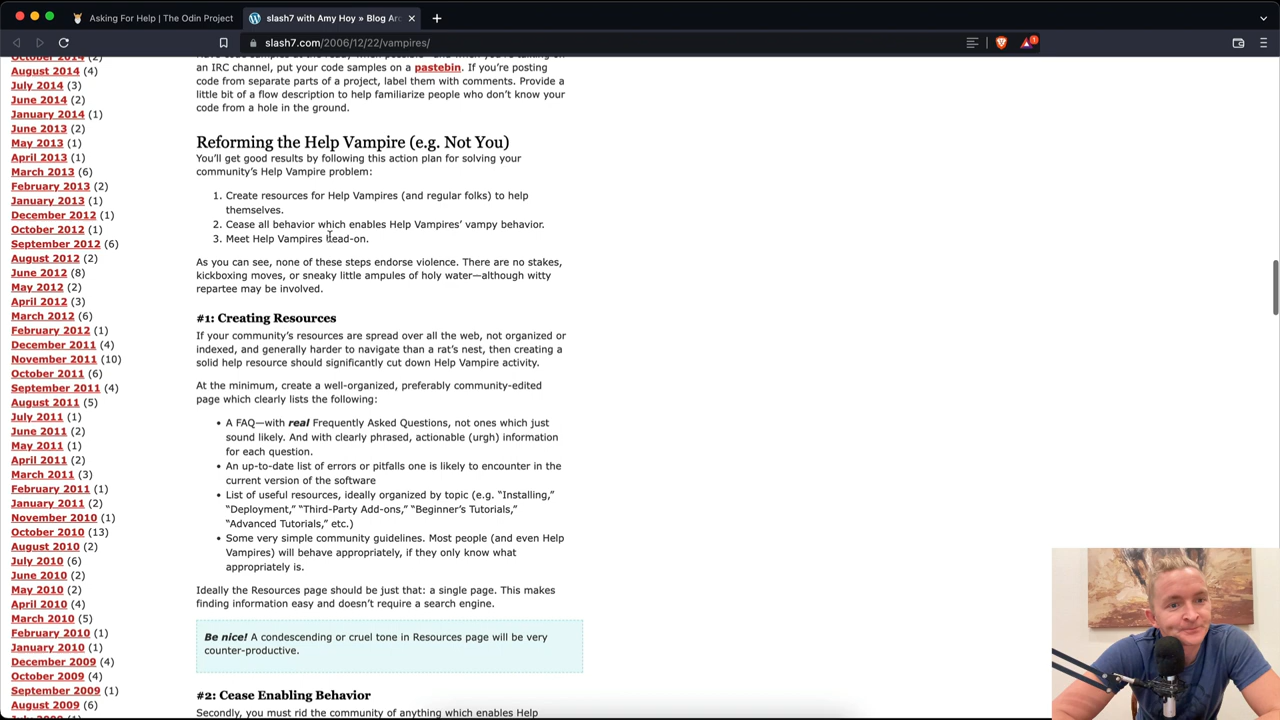 Asking For Help | The Odin Project
slash7 with Amy Hoy » Blog Arc
slash7.com/2006/12/22/vampires/
1
October 2014 (2)
August 2014 (4)
July 2014 (3)
June 2014 (2)
January 2014 (1)
June 2013 (2)
May 2013 (1)
April 2013 (1)
March 2013 (6)
February 2013 (2)
January 2013 (1)
December 2012 (1)
October 2012 (1)
September 2012 (6)
August 2012 (2)
June 2012 (8)
May 2012 (2)
April 2012 (3)
March 2012 (6)
February 2012 (1)
December 2011 (4)
November 2011 (10)
October 2011 (6)
September 2011 (4)
August 2011 (5)
July 2011 (1)
June 2011 (2)
May 2011 (1)
April 2011 (2)
March 2011 (3)
February 2011 (1)
January 2011 (2)
November 2010 (1)
October 2010 (13)
August 2010 (2)
July 2010 (6)
June 2010 (2)
May 2010 (2)
April 2010 (4)
March 2010 (5)
February 2010 (1)
January 2010 (1)
December 2009 (4)
October 2009 (4)
September 2009 (1)
August 2009 (6)
an IRC channel, put your code samples on a pastebin. If you're posting
code from separate parts of a project, label them with comments. Provide a
little bit of a flow description to help familiarize people who don't know your
code from a hole in the ground.
Reforming the Help Vampire (e.g. Not You)
You'll get good results by following this action plan for solving your
community's Help Vampire problem:
1. Create resources for Help Vampires (and regular folks) to help
themselves.
2. Cease all behavior which enables Help Vampires' vampy behavior.
3. Meet Help Vampires head-on.
As you can see, none of these steps endorse violence. There are no stakes,
kickboxing moves, or sneaky little ampules of holy water—although witty
repartee may be involved.
#1: Creating Resources
If your community's resources are spread over all the web, not organized or
indexed, and generally harder to navigate than a rat's nest, then creating a
solid help resource should significantly cut down Help Vampire activity.
At the minimum, create a well-organized, preferably community-edited
page which clearly lists the following:
• A FAQ—with real Frequently Asked Questions, not ones which just
sound likely. And with clearly phrased, actionable (urgh) information
for each question.
• An up-to-date list of errors or pitfalls one is likely to encounter in the
current version of the software
• List of useful resources, ideally organized by topic (e.g. "Installing,"
"Deployment," "Third-Party Add-ons," "Beginner's Tutorials,"
"Advanced Tutorials," etc.)
• Some very simple community guidelines. Most people (and even Help
Vampires) will behave appropriately, if they only know what
appropriately is.
Ideally the Resources page should be just that: a single page. This makes
finding information easy and doesn't require a search engine.
Be nice! A condescending or cruel tone in Resources page will be very
counter-productive.
#2: Cease Enabling Behavior
Secondly, you must rid the community of anything which enables Help